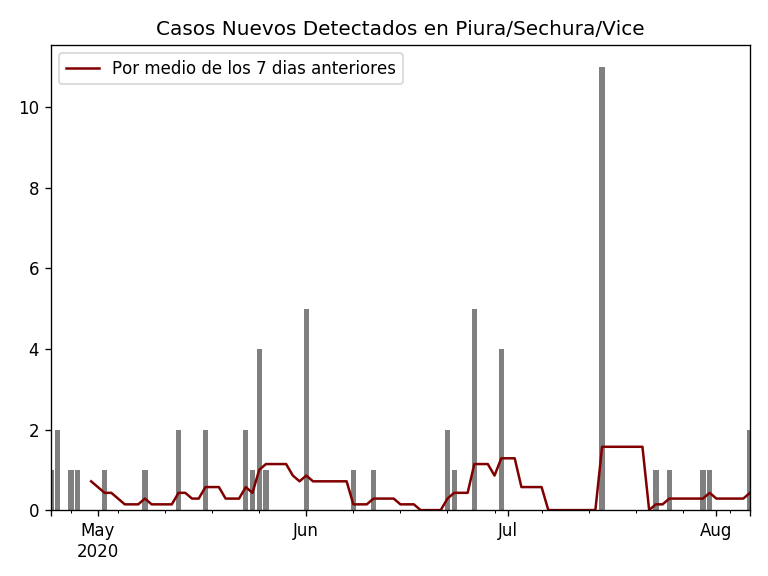 Casos Nuevos Detectados en Piura/Sechura/Vice
Por medio de los 7 dias anteriores
10
8
6
4
2
0
May Jun Jul Aug
2020